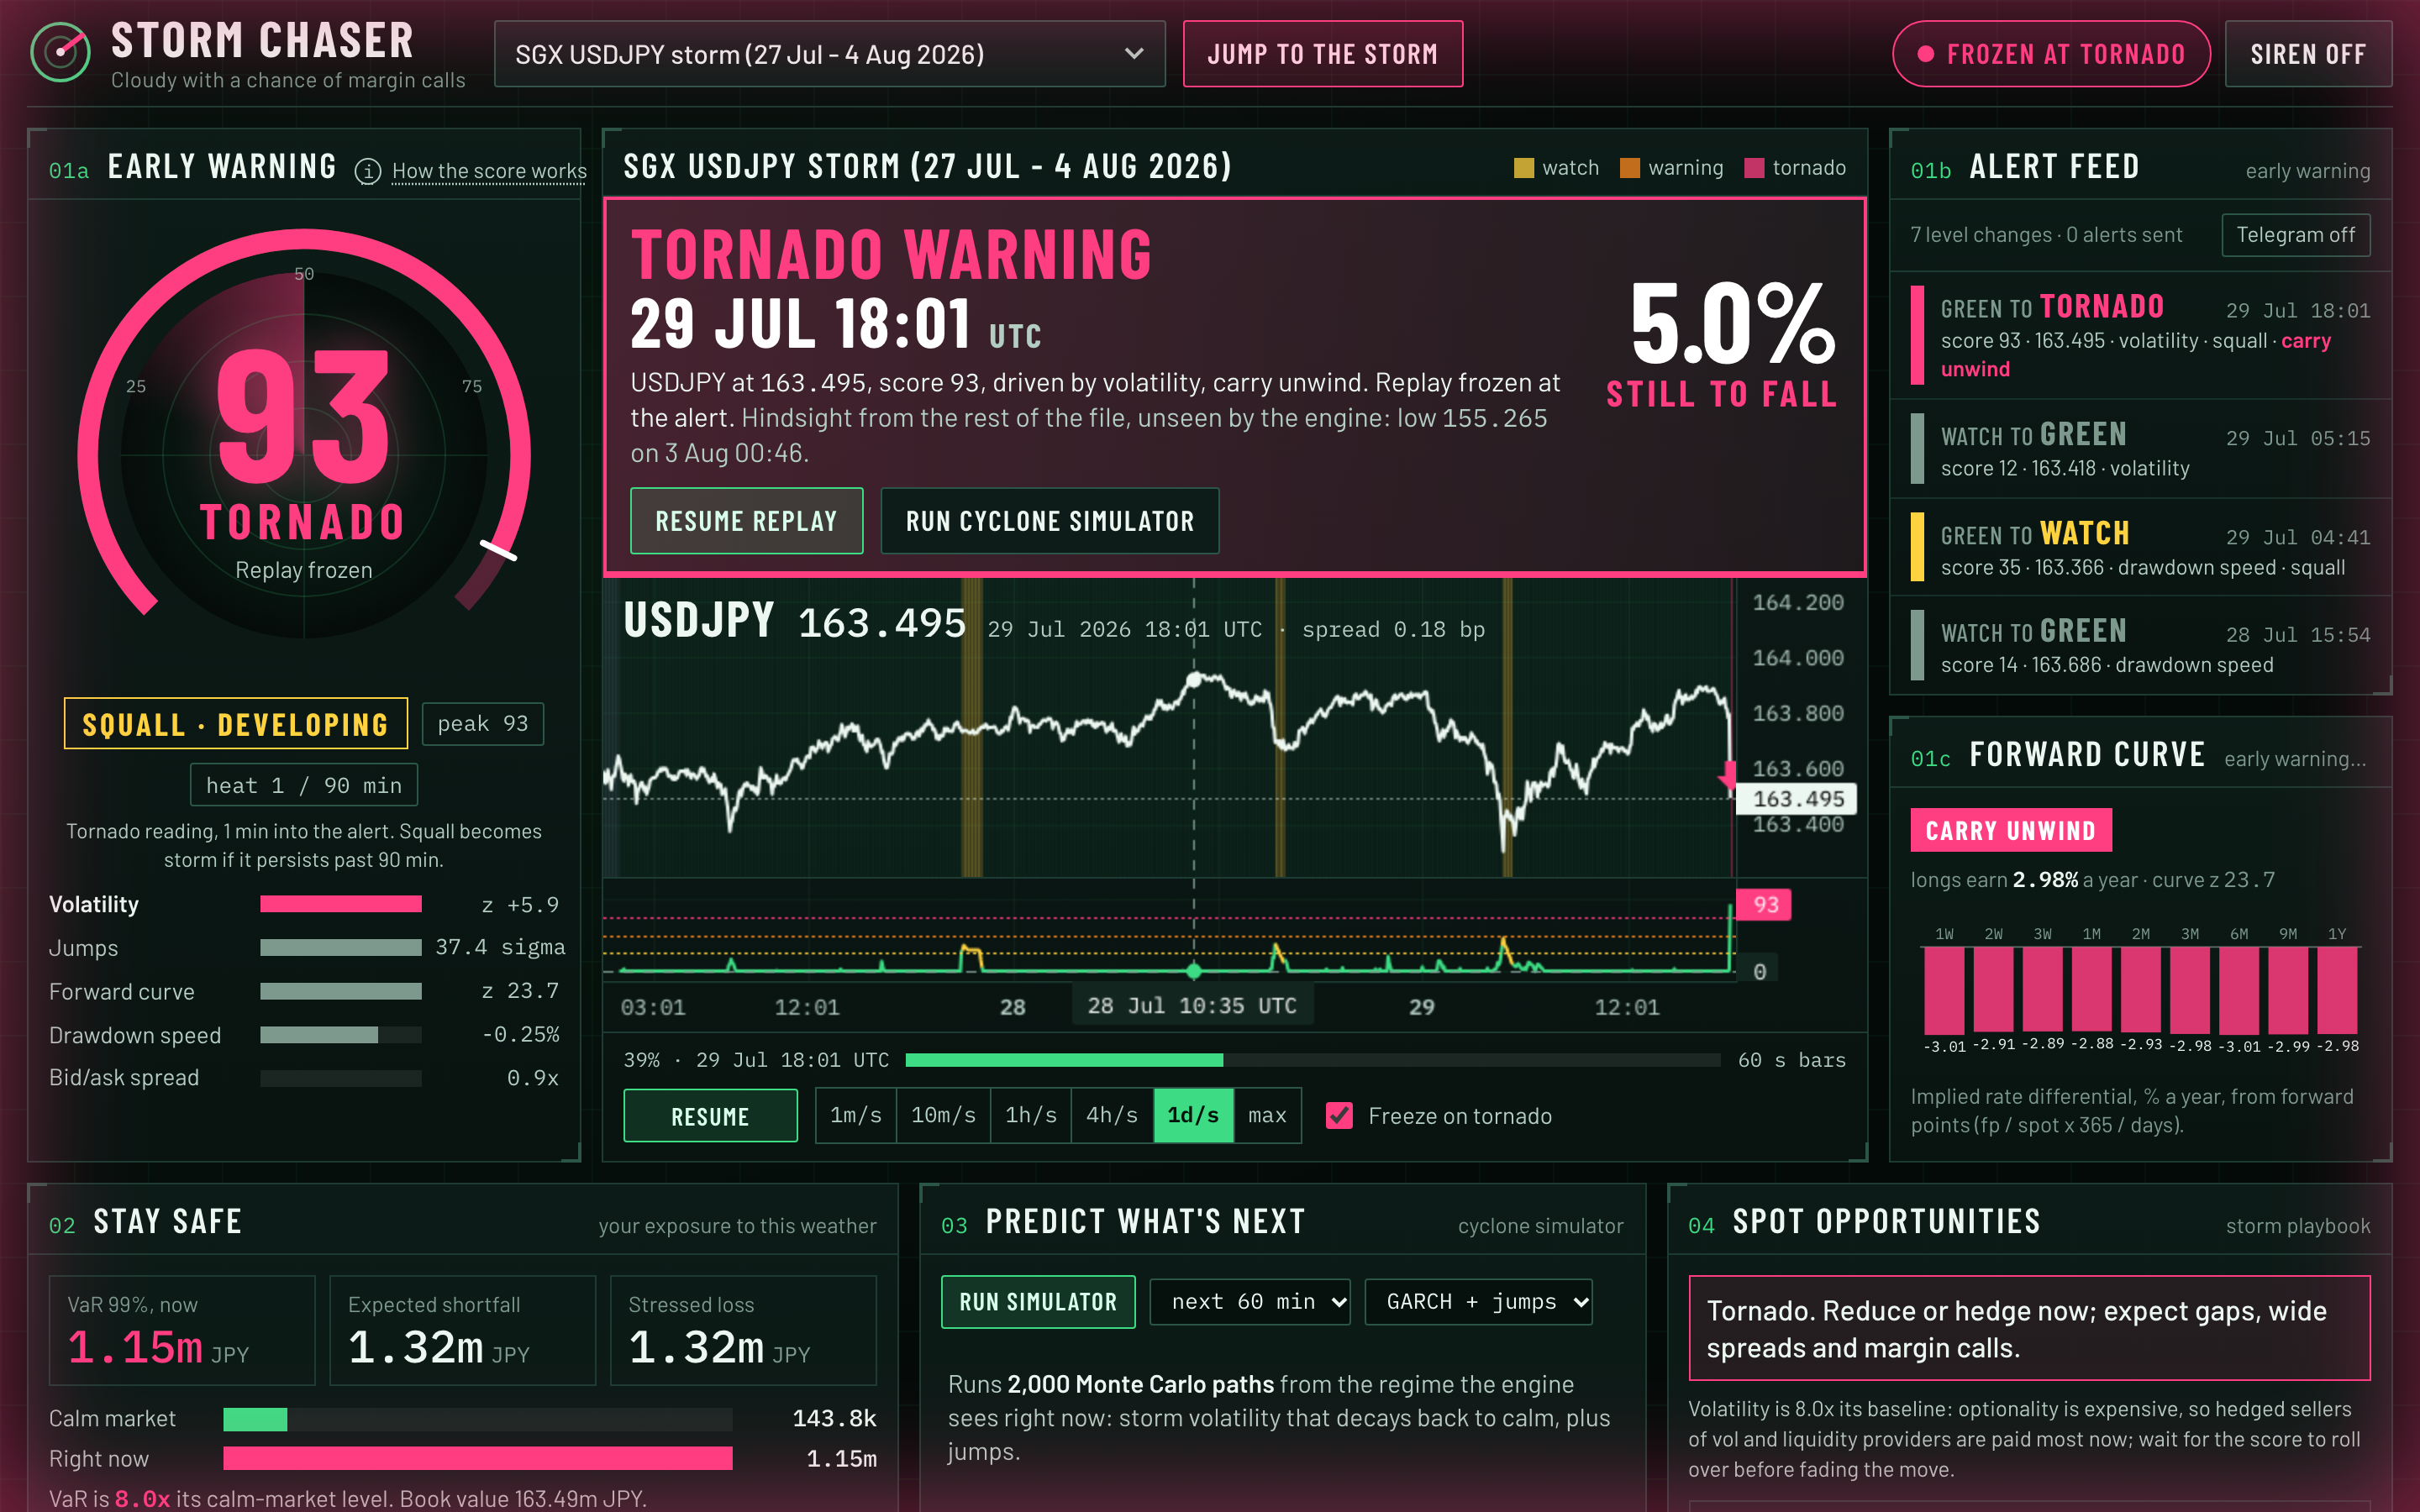 STORM CHASER
Cloudy with a chance of margin calls
SGX USDJPY storm (27 Jul - 4 Aug 2026)
JUMP TO THE STORM
FROZEN AT TORNADO
SIREN OFF
01a EARLY WARNING i How the score works
50
25
75
93
TORNADO
Replay frozen
SQUALL · DEVELOPING
peak 93
heat 1 / 90 min
Tornado reading, 1 min into the alert. Squall becomes
storm if it persists past 90 min.
Volatility z +5.9
Jumps 37.4 sigma
Forward curve z 23.7
Drawdown speed -0.25%
Bid/ask spread 0.9x
SGX USDJPY STORM (27 JUL - 4 AUG 2026)
watch warning tornado
TORNADO WARNING
29 JUL 18:01 UTC
USDJPY at 163.495, score 93, driven by volatility, carry unwind. Replay frozen at
the alert. Hindsight from the rest of the file, unseen by the engine: low 155.265
on 3 Aug 00:46.
5.0%
STILL TO FALL
RESUME REPLAY
RUN CYCLONE SIMULATOR
USDJPY 163.495 29 Jul 2026 18:01 UTC · spread 0.18 bp
164.200
164.000
163.800
163.600
163.495
163.400
93
0
03:01 12:01 28 28 Jul 10:35 UTC 29 12:01
39% · 29 Jul 18:01 UTC 60 s bars
RESUME 1m/s 10m/s 1h/s 4h/s 1d/s max Freeze on tornado
01b ALERT FEED early warning
7 level changes · 0 alerts sent Telegram off
GREEN TO TORNADO 29 Jul 18:01
score 93 · 163.495 · volatility · squall · carry
unwind
WATCH TO GREEN 29 Jul 05:15
score 12 · 163.418 · volatility
GREEN TO WATCH 29 Jul 04:41
score 35 · 163.366 · drawdown speed · squall
WATCH TO GREEN 28 Jul 15:54
score 14 · 163.686 · drawdown speed
01c FORWARD CURVE early warning...
CARRY UNWIND
longs earn 2.98% a year · curve z 23.7
1W 2W 3W 1M 2M 3M 6M 9M 1Y
-3.01 -2.91 -2.89 -2.88 -2.93 -2.98 -3.01 -2.99 -2.98
Implied rate differential, % a year, from forward
points (fp / spot x 365 / days).
02 STAY SAFE your exposure to this weather
VaR 99%, now
1.15m JPY
Expected shortfall
1.32m JPY
Stressed loss
1.32m JPY
Calm market 143.8k
Right now 1.15m
VaR is 8.0x its calm-market level. Book value 163.49m JPY.
03 PREDICT WHAT'S NEXT cyclone simulator
RUN SIMULATOR next 60 min GARCH + jumps
Runs 2,000 Monte Carlo paths from the regime the engine
sees right now: storm volatility that decays back to calm, plus
jumps.
04 SPOT OPPORTUNITIES storm playbook
Tornado. Reduce or hedge now; expect gaps, wide
spreads and margin calls.
Volatility is 8.0x its baseline: optionality is expensive, so hedged sellers
of vol and liquidity providers are paid most now; wait for the score to roll
over before fading the move.